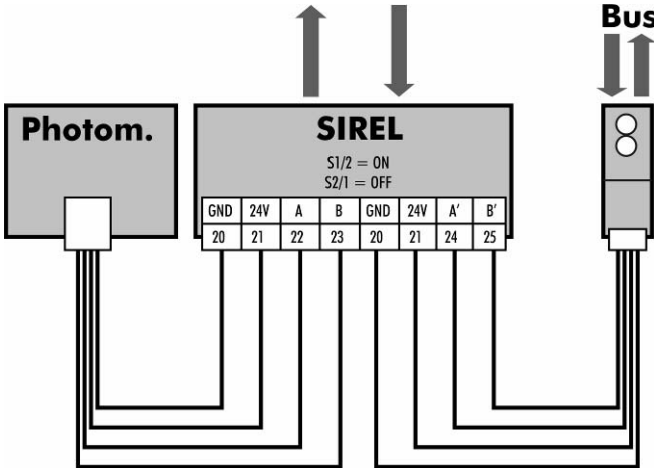 Bus
Photom.
SIREL
S1/2 = ON
S2/1 = OFF
GND 24V A B GND 24V A' B'
20 21 22 23 20 21 24 25